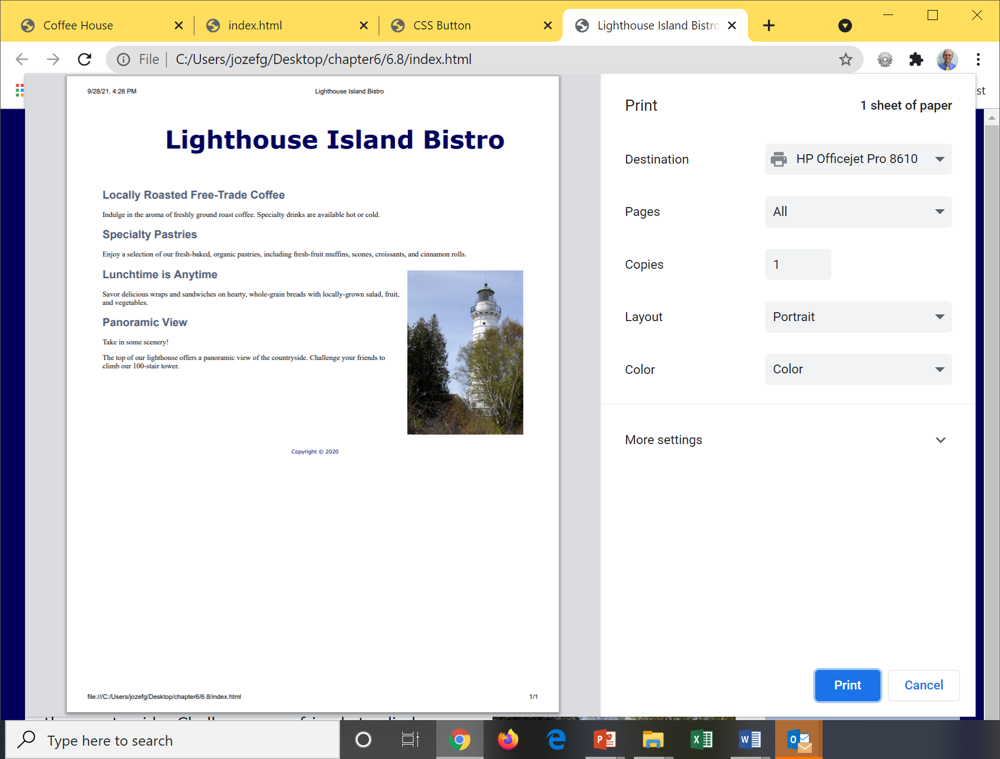 Coffee House
index.html
CSS Button
Lighthouse Island Bistro
File
C:/Users/jozefg/Desktop/chapter6/6.8/index.html
st
9/28/21, 4:28 PM
Lighthouse Island Bistro
Lighthouse Island Bistro
Locally Roasted Free-Trade Coffee
Indulge in the aroma of freshly ground roast coffee. Specialty drinks are available hot or cold.
Specialty Pastries
Enjoy a selection of our fresh-baked, organic pastries, including fresh-fruit muffins, scones, croissants, and cinnamon rolls.
Lunchtime is Anytime
Savor delicious wraps and sandwiches on hearty, whole-grain breads with locally-grown salad, fruit,
and vegetables.
Panoramic View
Take in some scenery!
The top of our lighthouse offers a panoramic view of the countryside. Challenge your friends to
climb our 100-stair tower.
Copyright © 2020
file:///C:/Users/jozefg/Desktop/chapter6/6.8/index.html
1/1
Print
1 sheet of paper
Destination
HP Officejet Pro 8610
Pages
All
Copies
1
Layout
Portrait
Color
Color
More settings
Print
Cancel
Type here to search